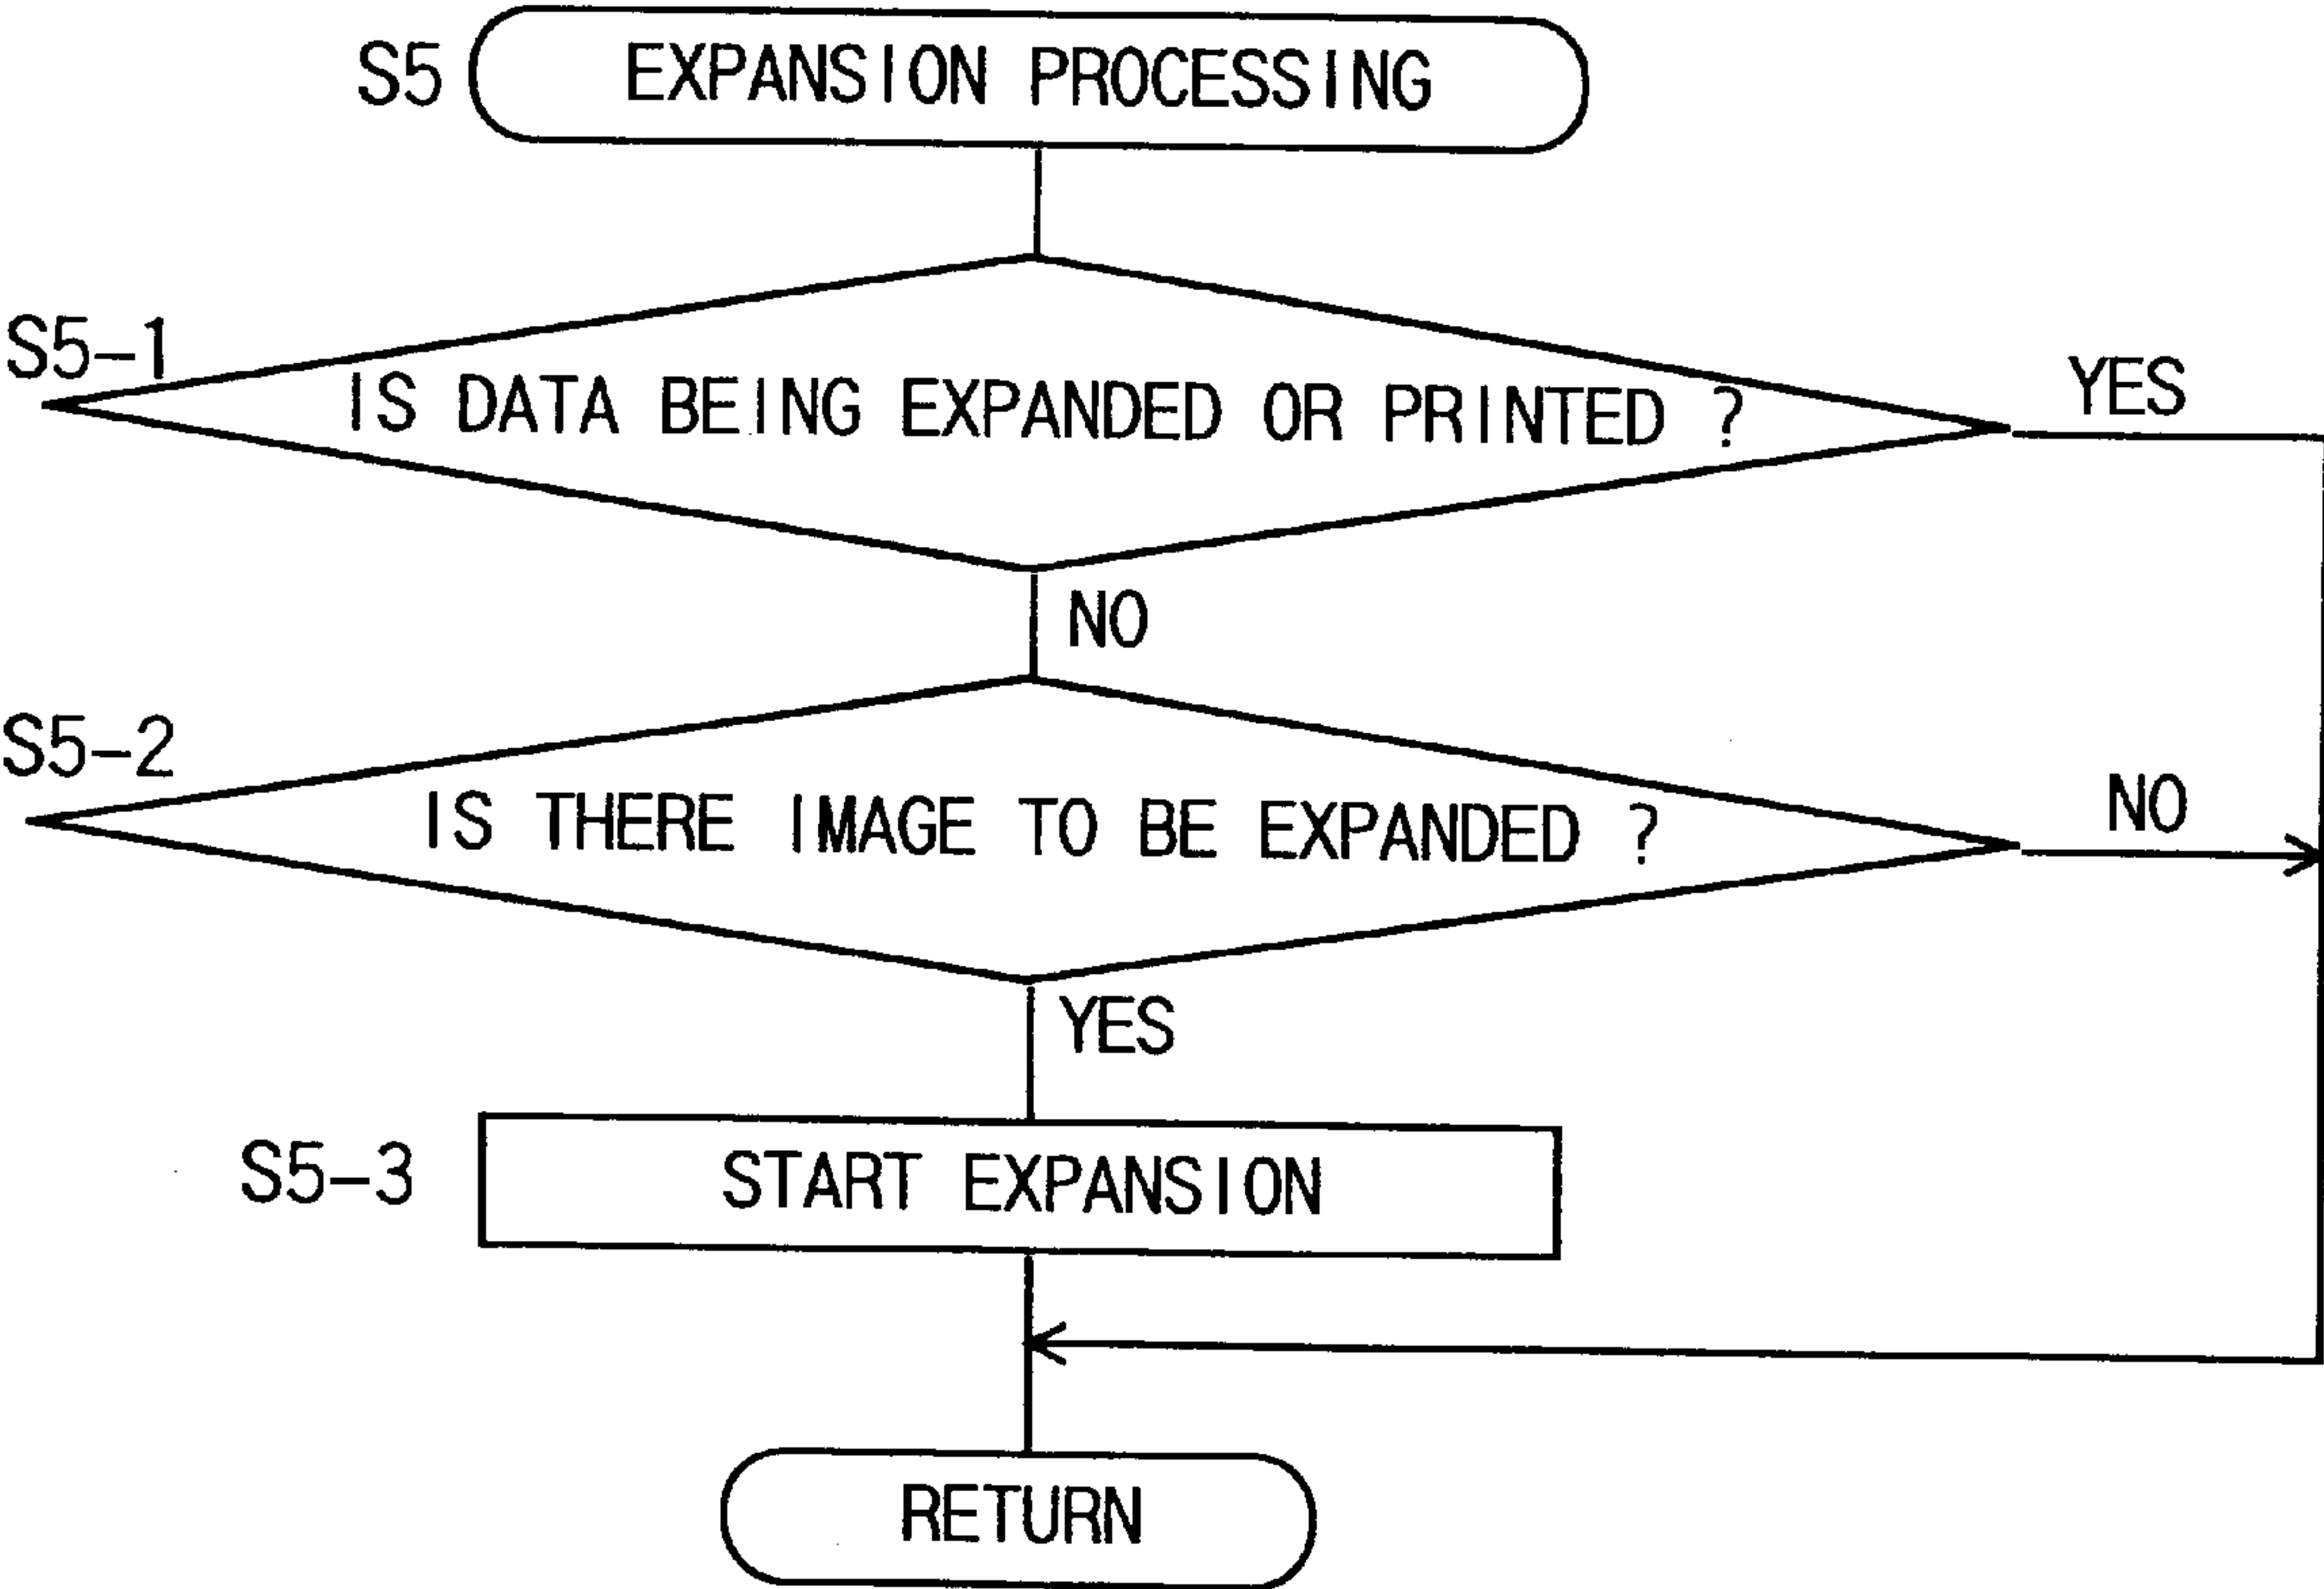 S5 EXPANSION PROCESSING
S5-1
IS DATA BEING EXPANDED OR PRINTED ?
YES
NO
S5-2
IS THERE IMAGE TO BE EXPANDED ?
NO
YES
S5-3 START EXPANSION
RETURN